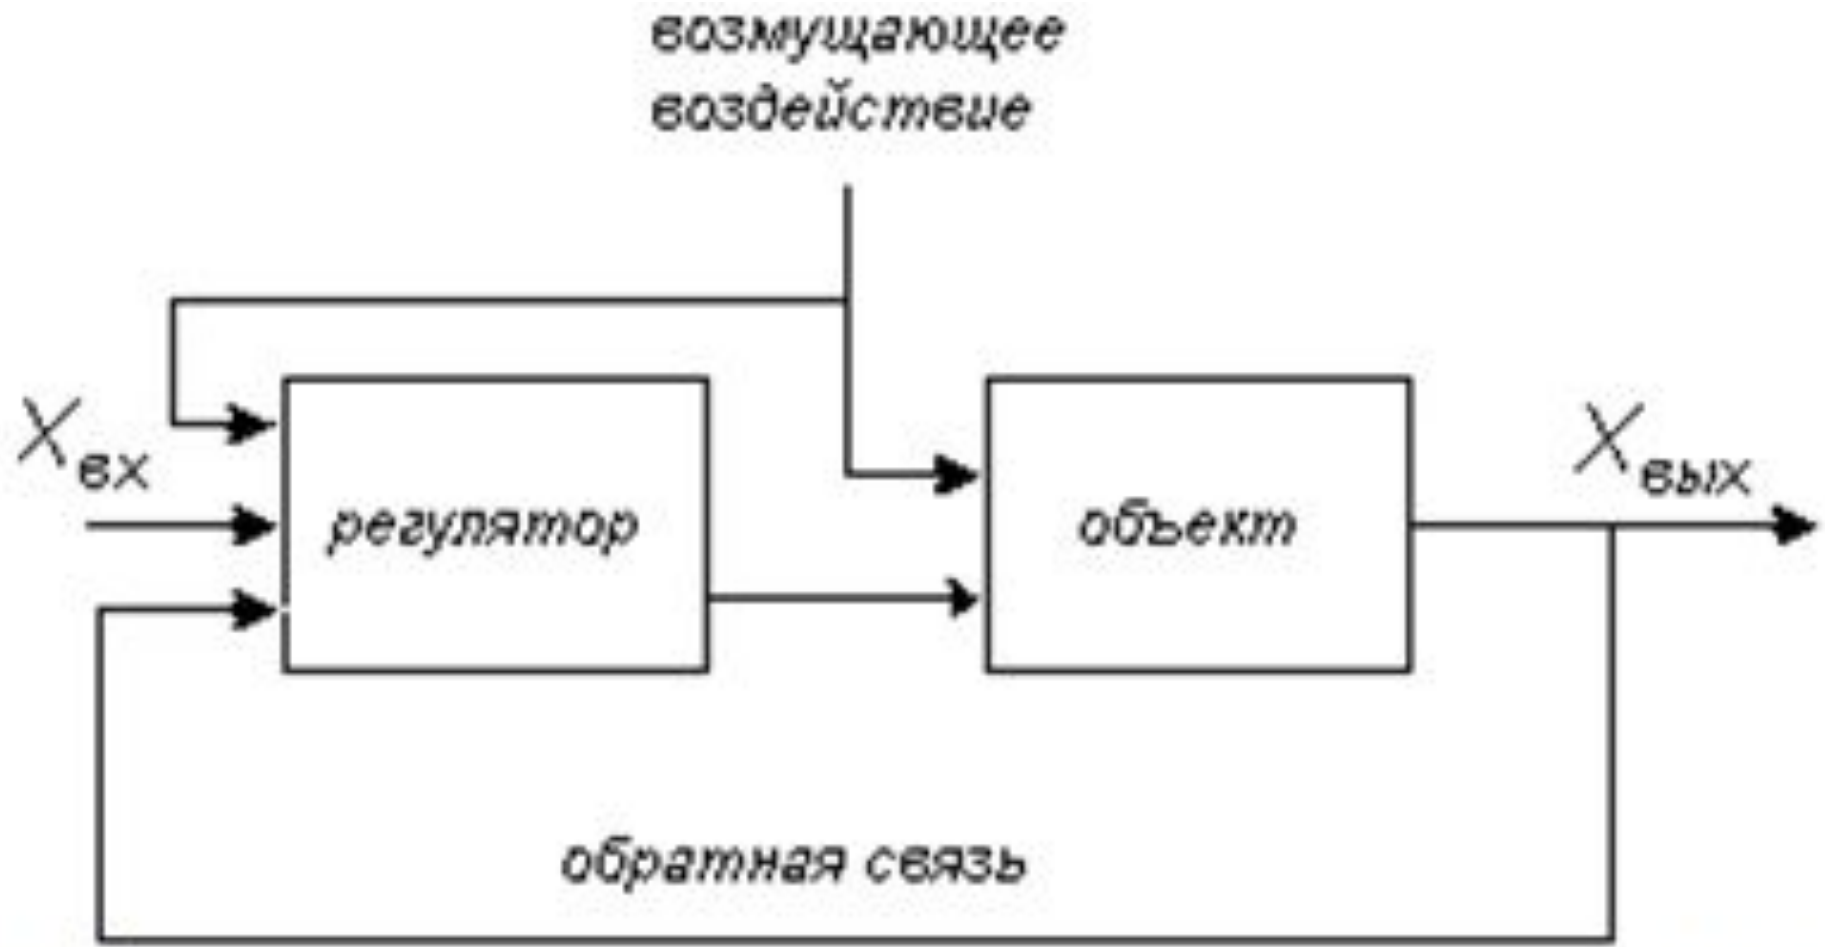 возмущающее
воздействие
Xвх
регулятор
объект
Xвых
обратная связь